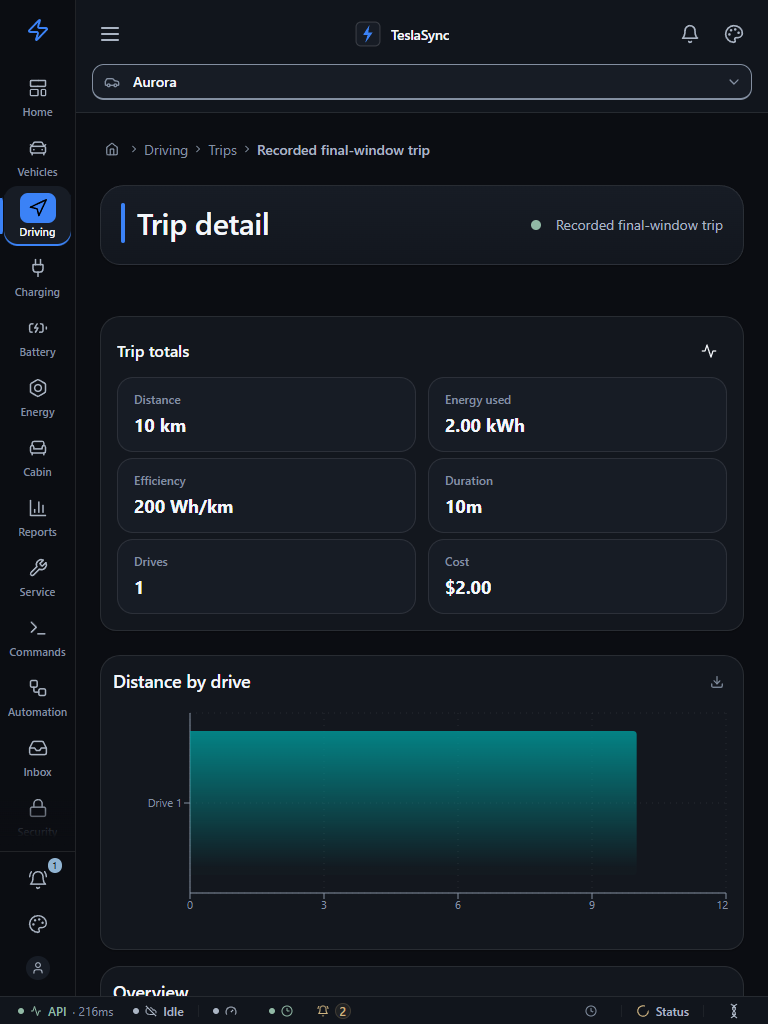 TeslaSync
Aurora
Home
Vehicles
Driving
Charging
Battery
Energy
Cabin
Reports
Service
Commands
Automation
Inbox
Security
1
Driving > Trips > Recorded final-window trip
Trip detail
Recorded final-window trip
Trip totals
Distance
10 km
Energy used
2.00 kWh
Efficiency
200 Wh/km
Duration
10m
Drives
1
Cost
$2.00
Distance by drive
Drive 1
0 3 6 9 12
Overview
API · 216ms Idle 2 Status